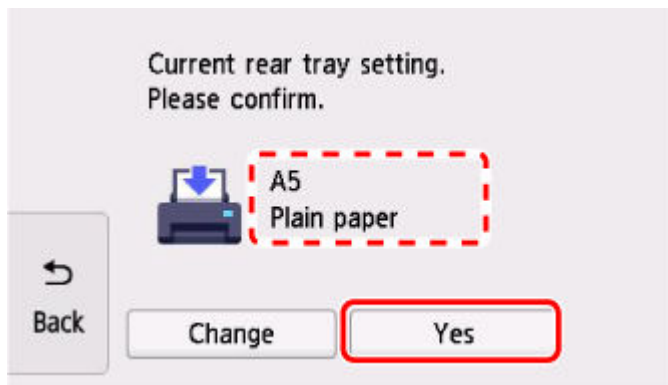 Current rear tray setting.
Please confirm.
A5
Plain paper
Back
Change
Yes